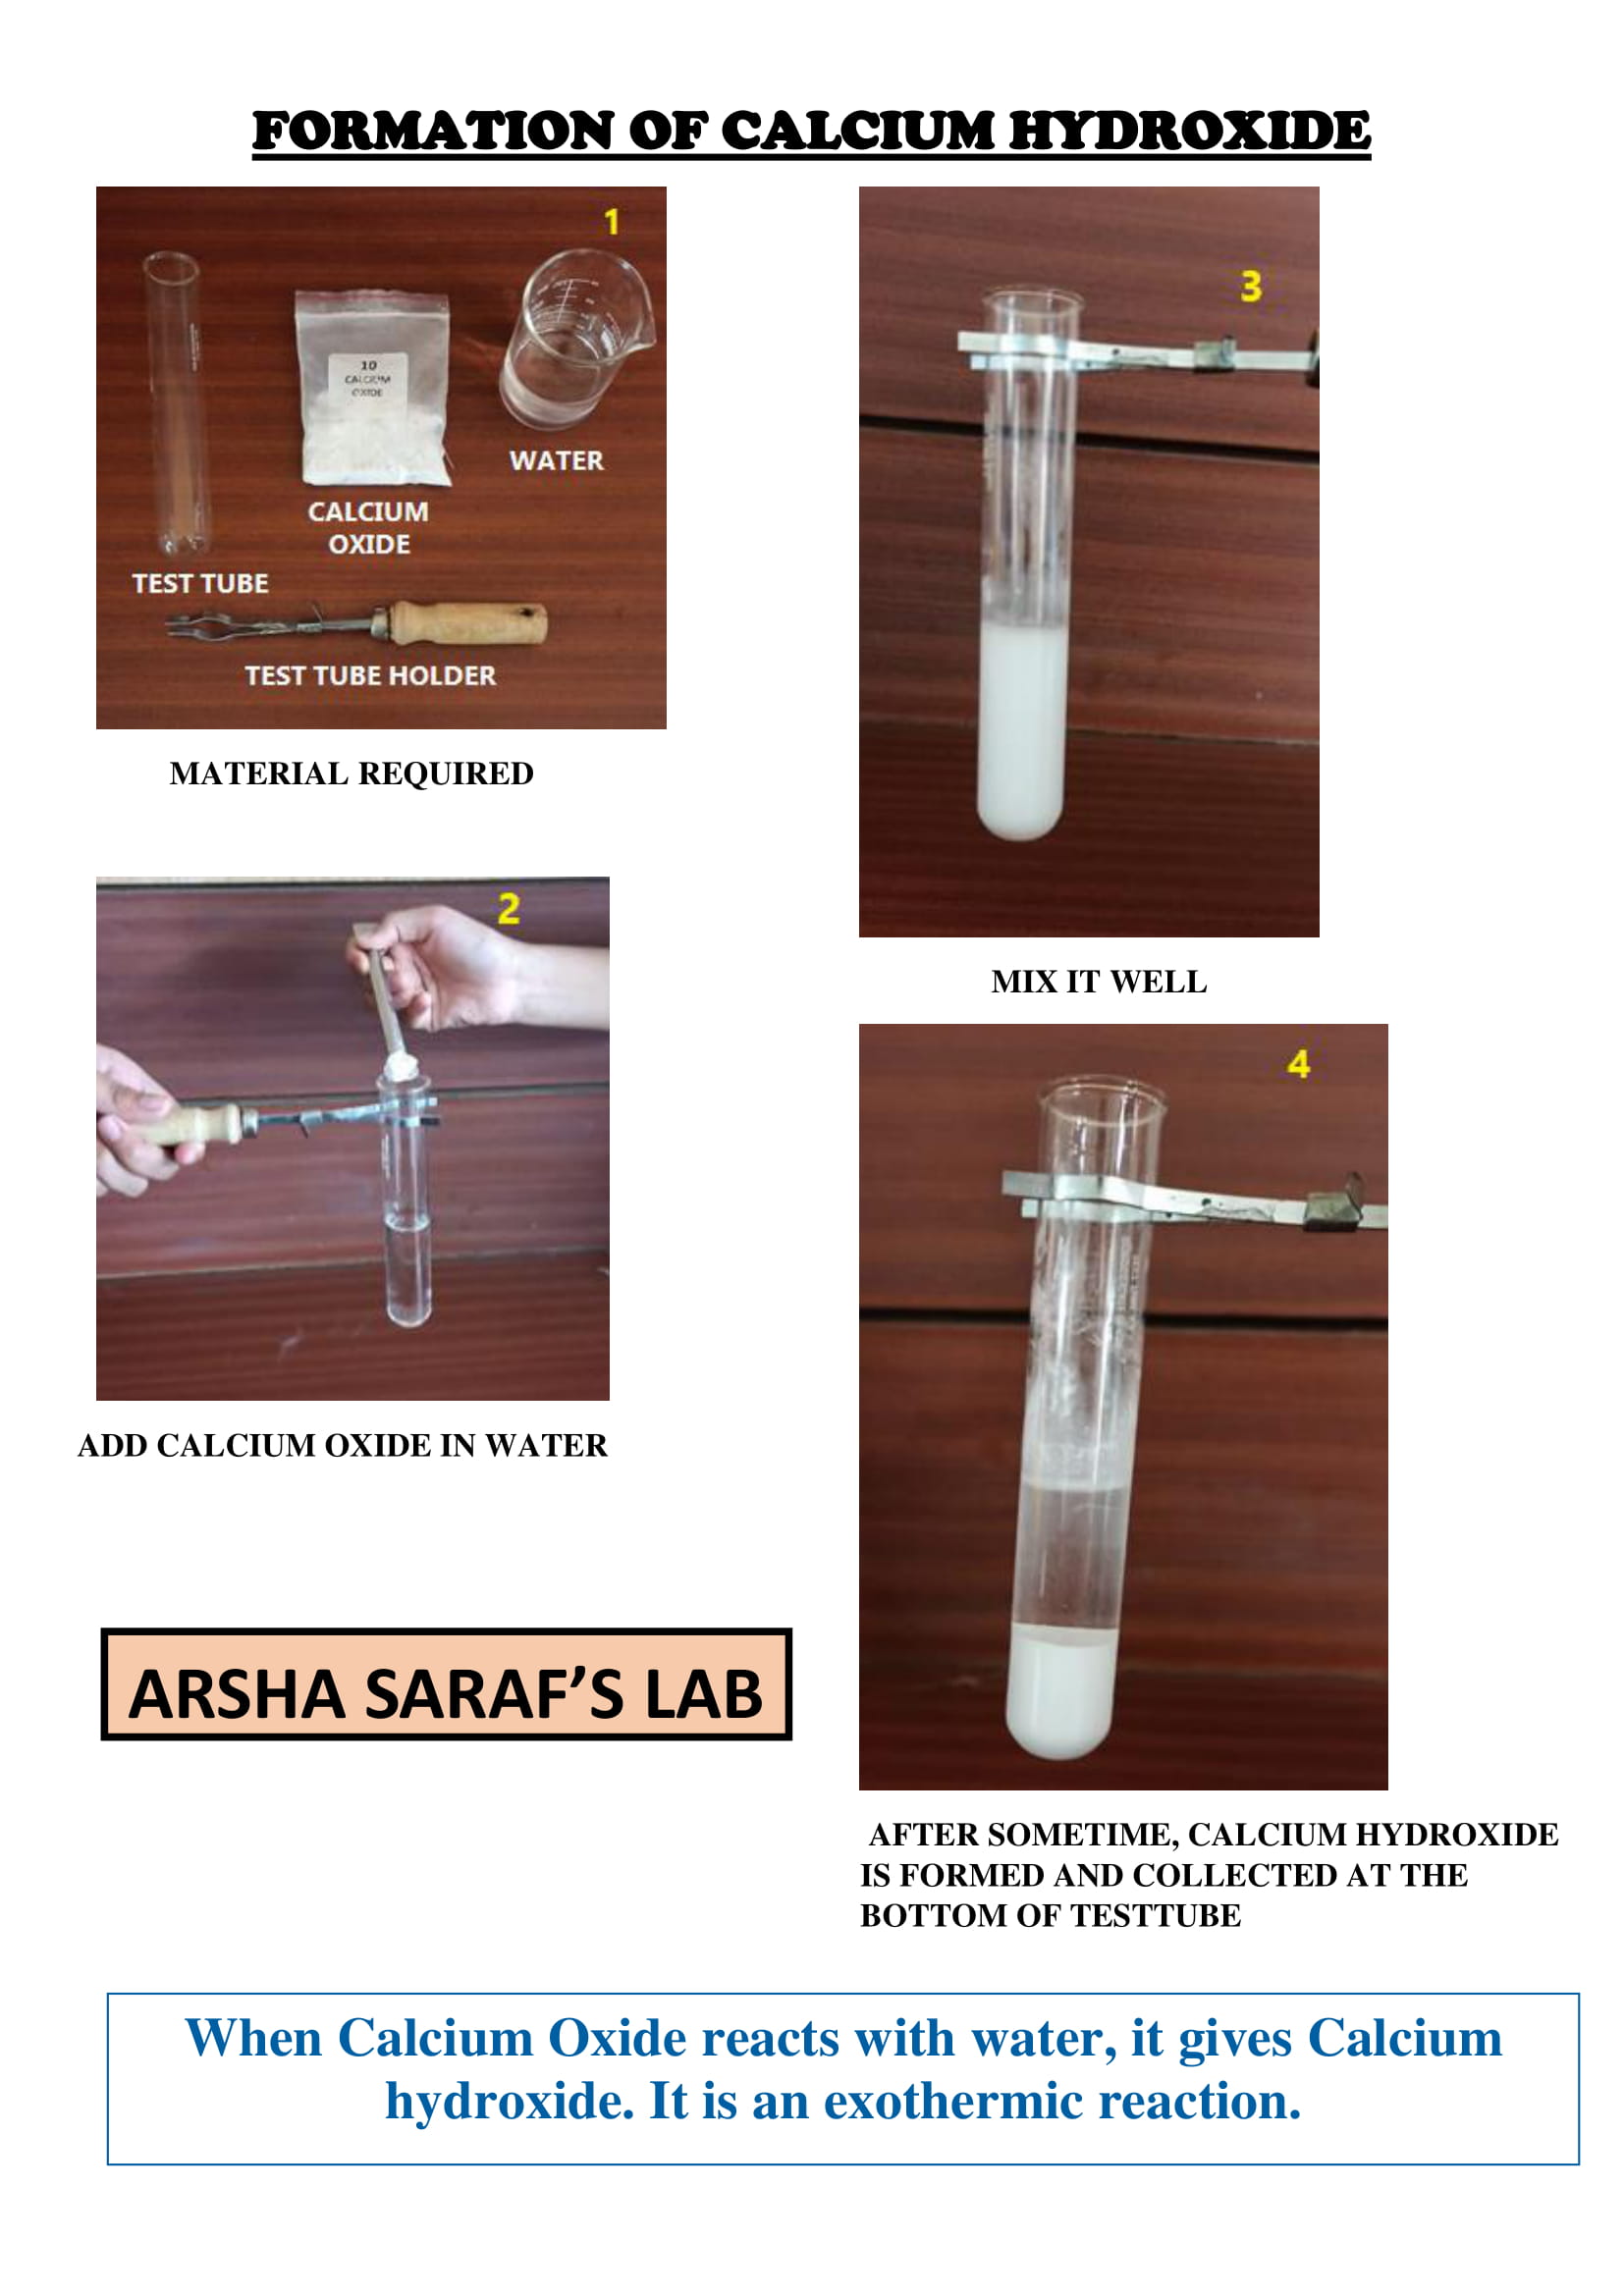 FORMATION OF CALCIUM HYDROXIDE
1
10
CALCIUM
OXIDE
WATER
CALCIUM
OXIDE
TEST TUBE
TEST TUBE HOLDER
MATERIAL REQUIRED
2
ADD CALCIUM OXIDE IN WATER
3
MIX IT WELL
4
AFTER SOMETIME, CALCIUM HYDROXIDE
IS FORMED AND COLLECTED AT THE
BOTTOM OF TESTTUBE
ARSHA SARAF’S LAB
When Calcium Oxide reacts with water, it gives Calcium
hydroxide. It is an exothermic reaction.